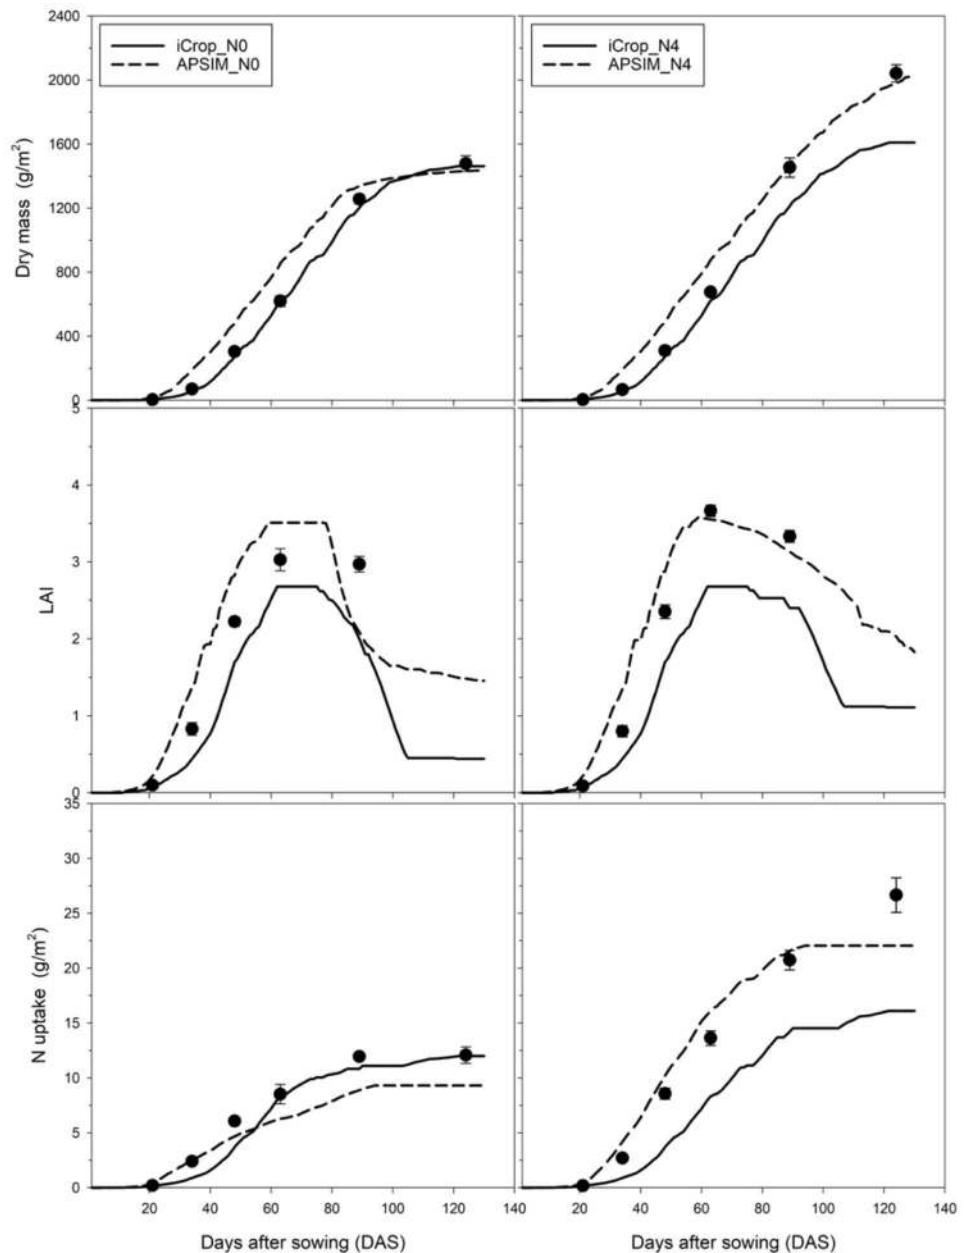 2400
2000
1600
1200
800
400
0
Dry mass (g/m²)
iCrop_N0
APSIM_N0
iCrop_N4
APSIM_N4
5
4
3
2
1
0
LAI
35
30
25
20
15
10
5
0
N uptake (g/m²)
20 40 60 80 100 120 140
20 40 60 80 100 120 140
Days after sowing (DAS)
Days after sowing (DAS)